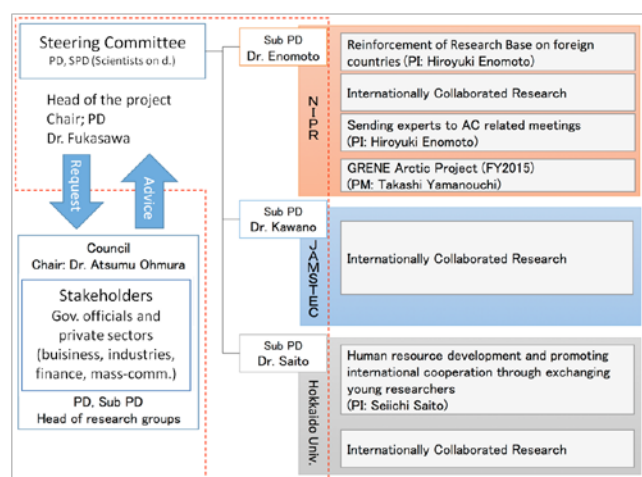 Steering Committee
PD, SPD (Scientists on d.)
Head of the project
Chair; PD
Dr. Fukasawa
Request
Advice
Council
Chair: Dr. Atsumu Ohmura
Stakeholders
Gov. officials and
private sectors
(buisiness, industries,
finance, mass-comm.)
PD, Sub PD
Head of research groups
Sub PD
Dr. Enomoto
NIPR
Reinforcement of Research Base on foreign
countries (PI: Hiroyuki Enomoto)
Internationally Collaborated Research
Sending experts to AC related meetings
(PI: Hiroyuki Enomoto)
GRENE Arctic Project (FY2015)
(PM: Takashi Yamanouchi)
Sub PD
Dr. Kawano
JAMSTEC
Internationally Collaborated Research
Sub PD
Dr. Saito
Hokkaido Univ.
Human resource development and promoting
international cooperation through exchanging
young researchers
(PI: Seiichi Saito)
Internationally Collaborated Research